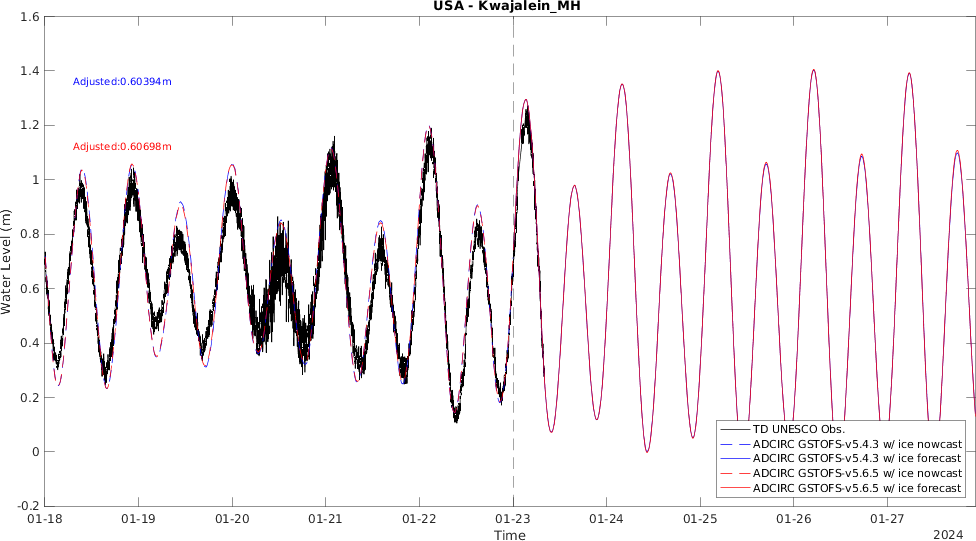 USA - Kwajalein_MH
1.6
1.4
1.2
1
0.8
0.6
0.4
0.2
0
-0.2
Water Level (m)
Adjusted:0.60394m
Adjusted:0.60698m
TD UNESCO Obs.
ADCIRC GSTOFS-v5.4.3 w/ ice nowcast
ADCIRC GSTOFS-v5.4.3 w/ ice forecast
ADCIRC GSTOFS-v5.6.5 w/ ice nowcast
ADCIRC GSTOFS-v5.6.5 w/ ice forecast
01-18 01-19 01-20 01-21 01-22 01-23 01-24 01-25 01-26 01-27
Time
2024